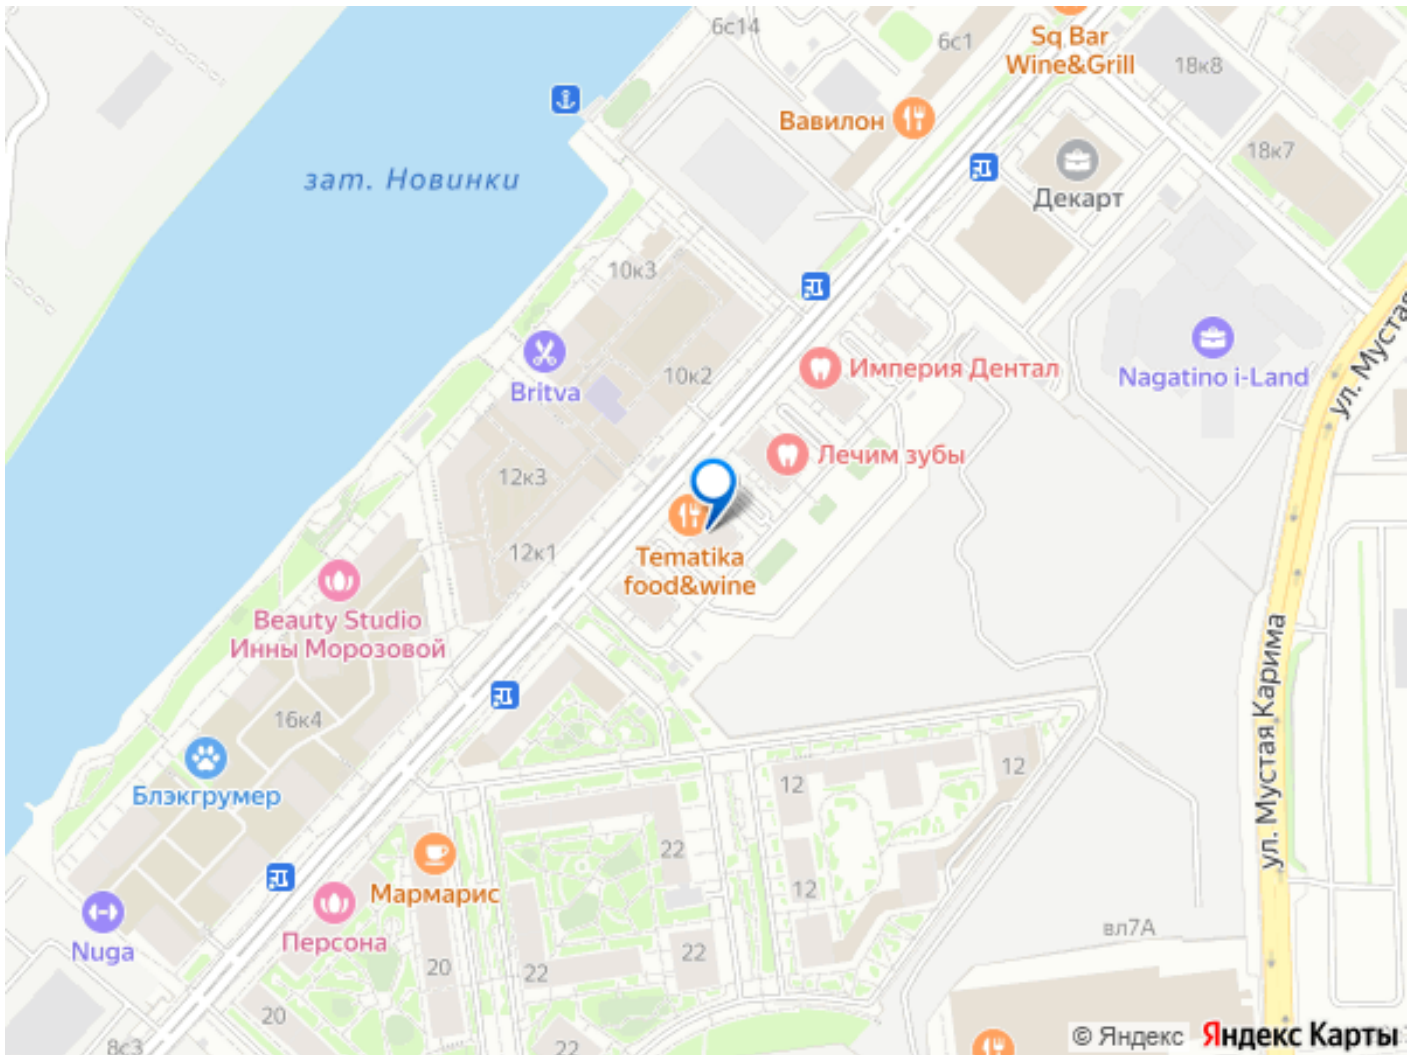 6с14
6с1
Sq Bar
Wine&Grill
18к8
Вавилон
18к7
зат. Новинки
Декарт
10к3
ул. Мустая
Империя Дентал
10к2
Nagatino i-Land
Britva
Лечим зубы
12к3
12к1
Tematika
food&wine
Beauty Studio
Инны Морозовой
ул. Мустая Карима
16к4
12
12
Блэкгрумер
22
Мармарис
12
вл7А
Nuga
Персона
20
22
22
20
8с3
22
© Яндекс
Яндекс Карты